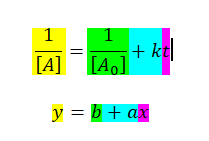 1/[A] = 1/[A₀] + kt
y = b + ax